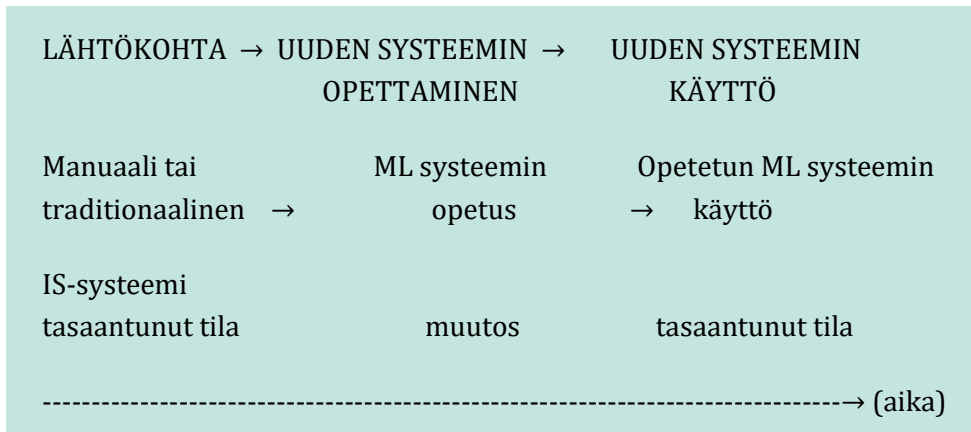 LÄHTÖKOHTA → UUDEN SYSTEEMIN → UUDEN SYSTEEMIN
OPETTAMINEN KÄYTTÖ
Manuaali tai ML systeemin Opetetun ML systeemin
traditionaalinen → opetus → käyttö
IS-systeemi
tasaantunut tila muutos tasaantunut tila
----------------------------------------------------------------------------------→ (aika)